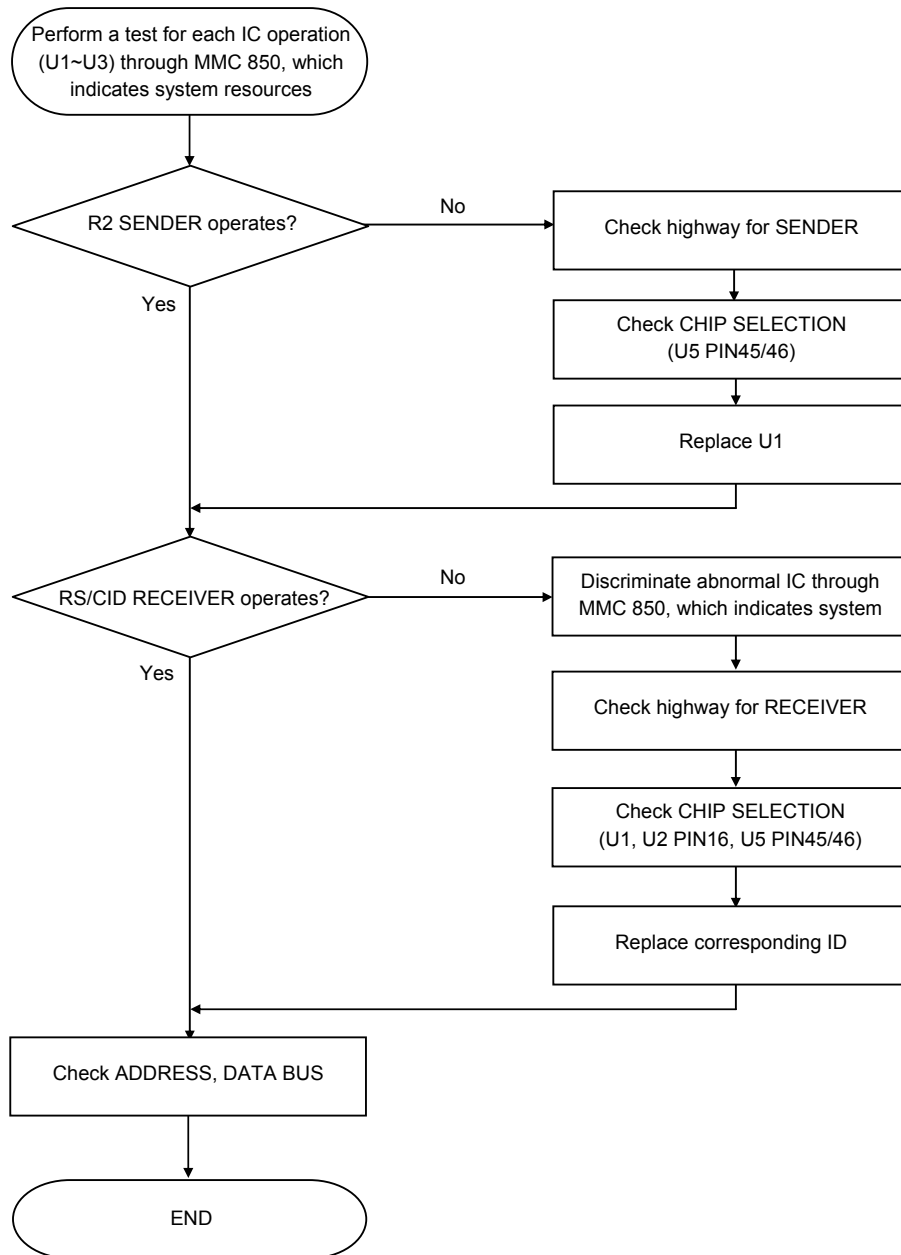 Perform a test for each IC operation
(U1~U3) through MMC 850, which
indicates system resources
R2 SENDER operates?
No
Check highway for SENDER
Yes
Check CHIP SELECTION
(U5 PIN45/46)
Replace U1
RS/CID RECEIVER operates?
No
Discriminate abnormal IC through
MMC 850, which indicates system
Yes
Check highway for RECEIVER
Check CHIP SELECTION
(U1, U2 PIN16, U5 PIN45/46)
Replace corresponding ID
Check ADDRESS, DATA BUS
END